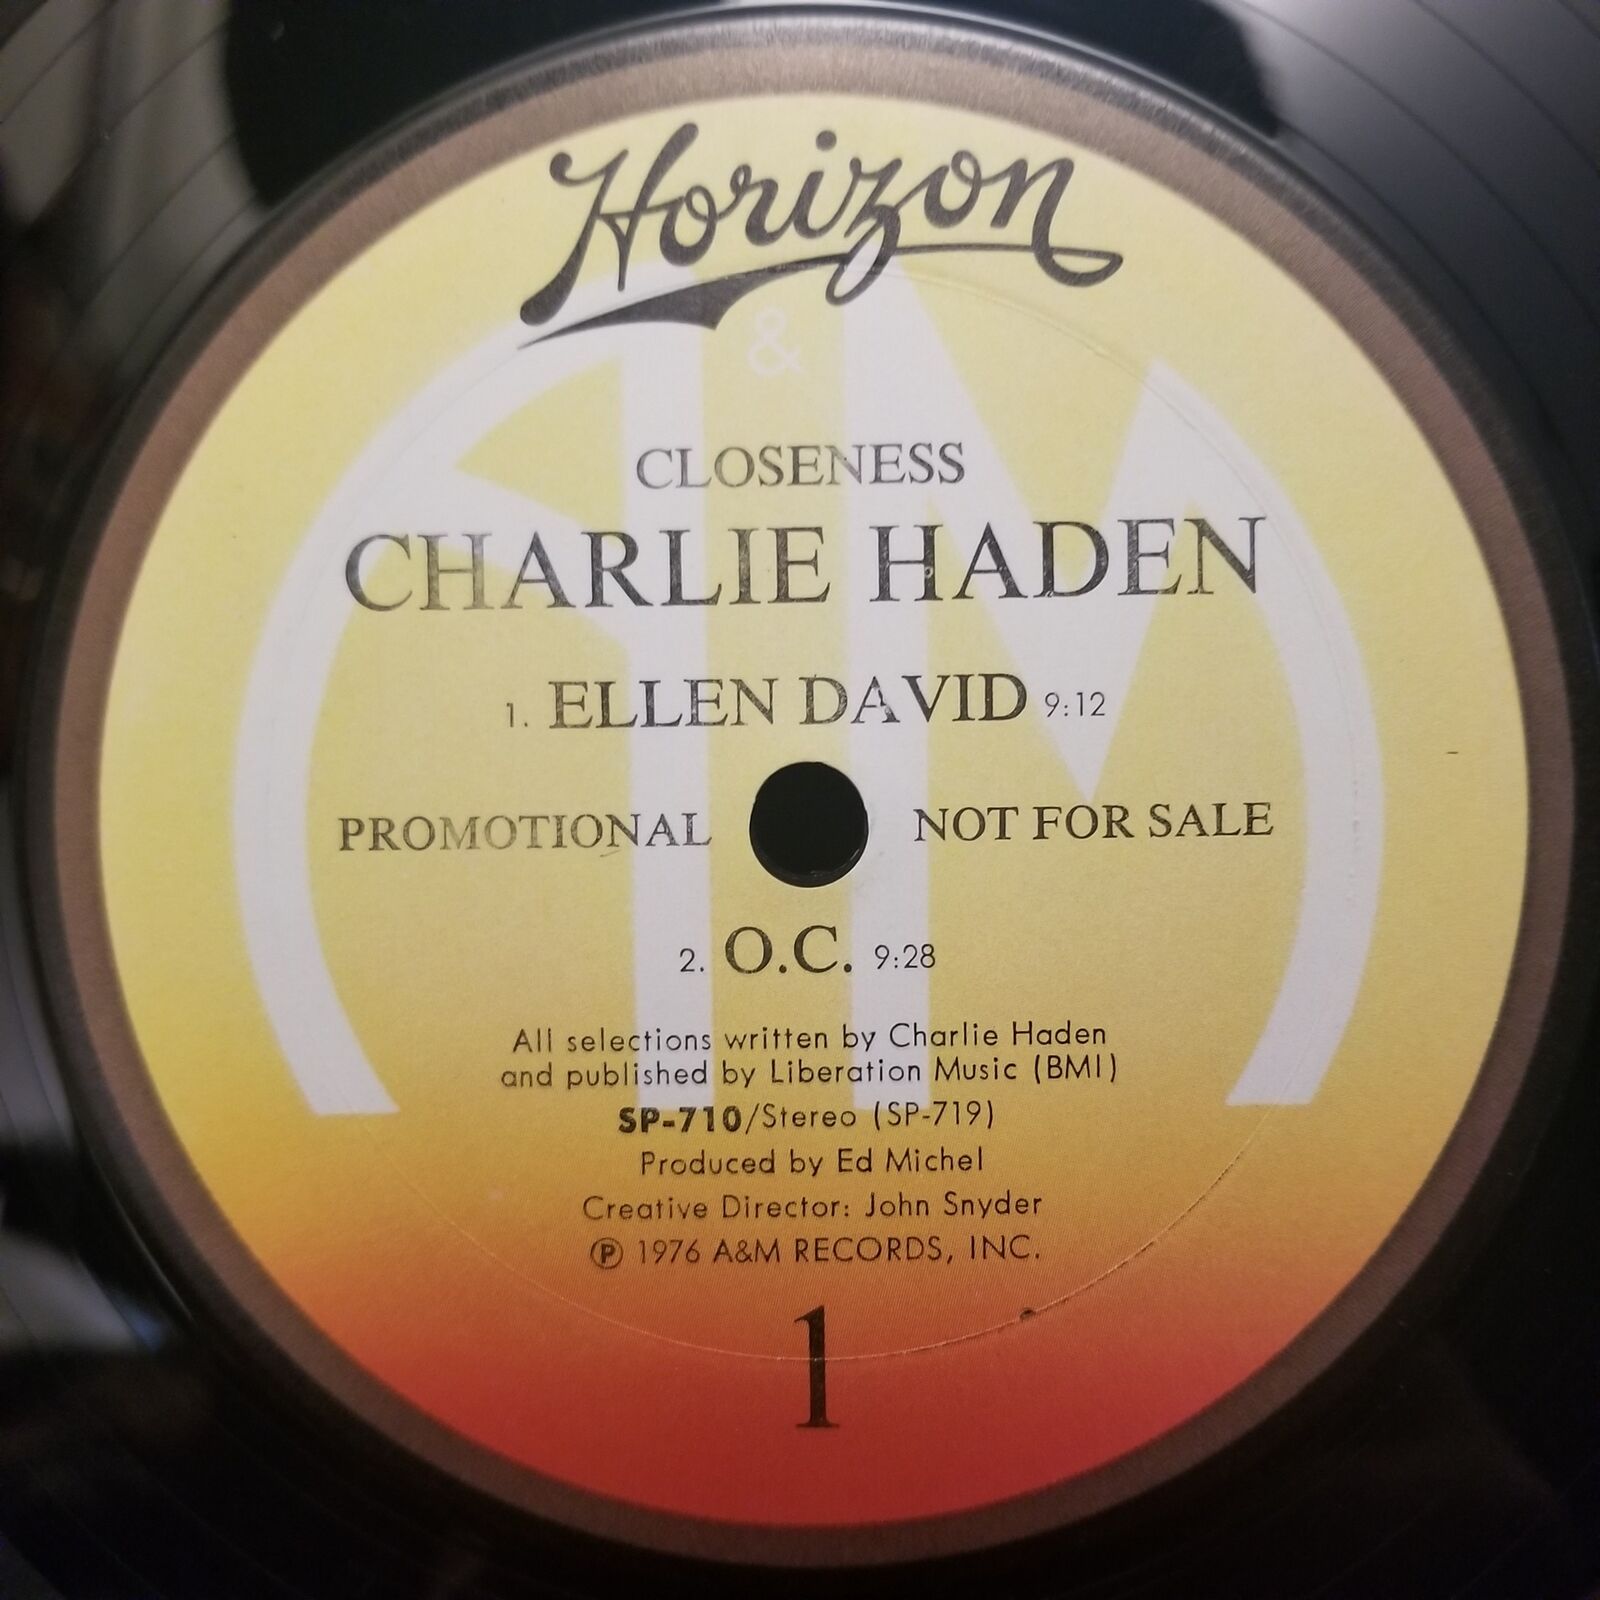 Horizon
A&M
CLOSENESS
CHARLIE HADEN
1. ELLEN DAVID 9:12
PROMOTIONAL NOT FOR SALE
2. O.C. 9:28
All selections written by Charlie Haden
and published by Liberation Music (BMI)
SP-710/Stereo (SP-719)
Produced by Ed Michel
Creative Director: John Snyder
℗ 1976 A&M RECORDS, INC.
1